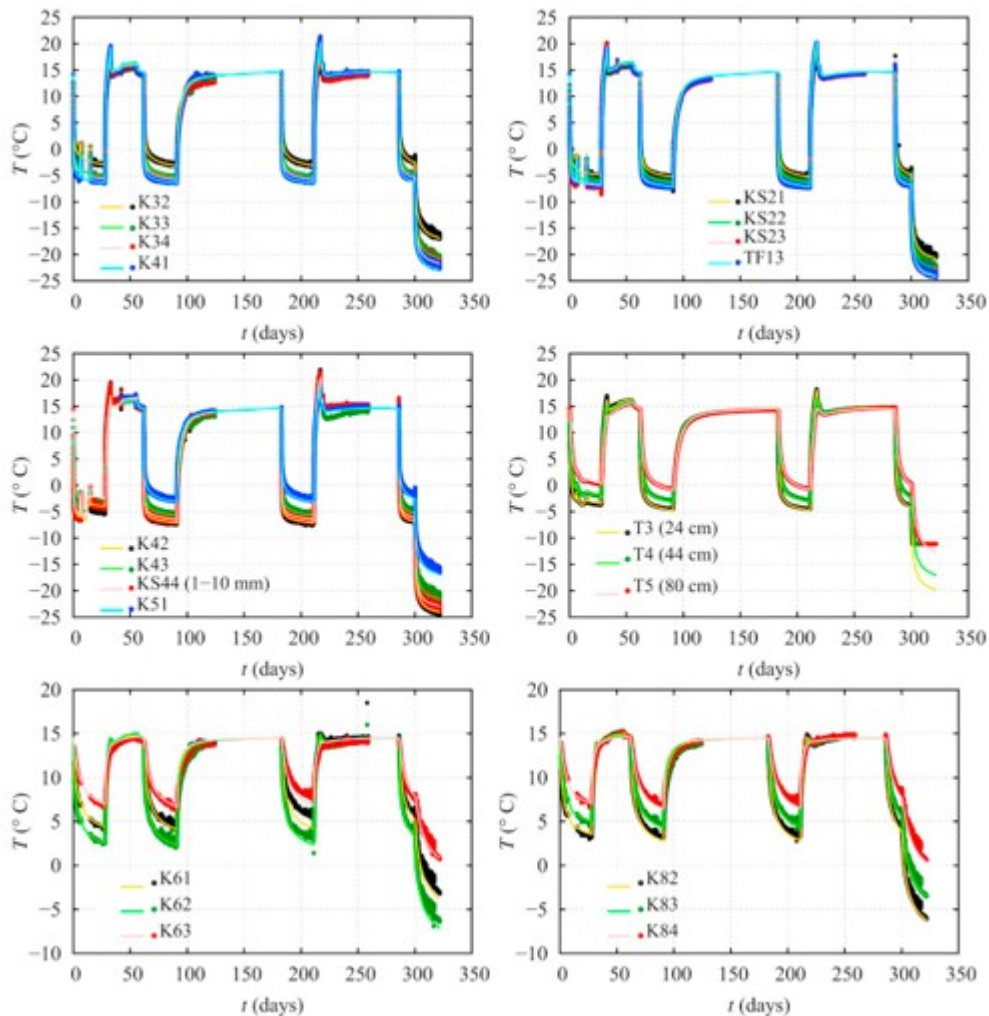 25
20
15
10
5
0
−5
−10
−15
−20
−25
T (° C)
K32
K33
K34
K41
0 50 100 150 200 250 300 350
t (days)
25
20
15
10
5
0
−5
−10
−15
−20
−25
T (° C)
KS21
KS22
KS23
TF13
0 50 100 150 200 250 300 350
t (days)
25
20
15
10
5
0
−5
−10
−15
−20
−25
T (° C)
K42
K43
KS44 (1−10 mm)
K51
0 50 100 150 200 250 300 350
t (days)
25
20
15
10
5
0
−5
−10
−15
−20
−25
T (° C)
T3 (24 cm)
T4 (44 cm)
T5 (80 cm)
0 50 100 150 200 250 300 350
t (days)
20
15
10
5
0
−5
−10
T (° C)
K61
K62
K63
0 50 100 150 200 250 300 350
t (days)
20
15
10
5
0
−5
−10
T (° C)
K82
K83
K84
0 50 100 150 200 250 300 350
t (days)